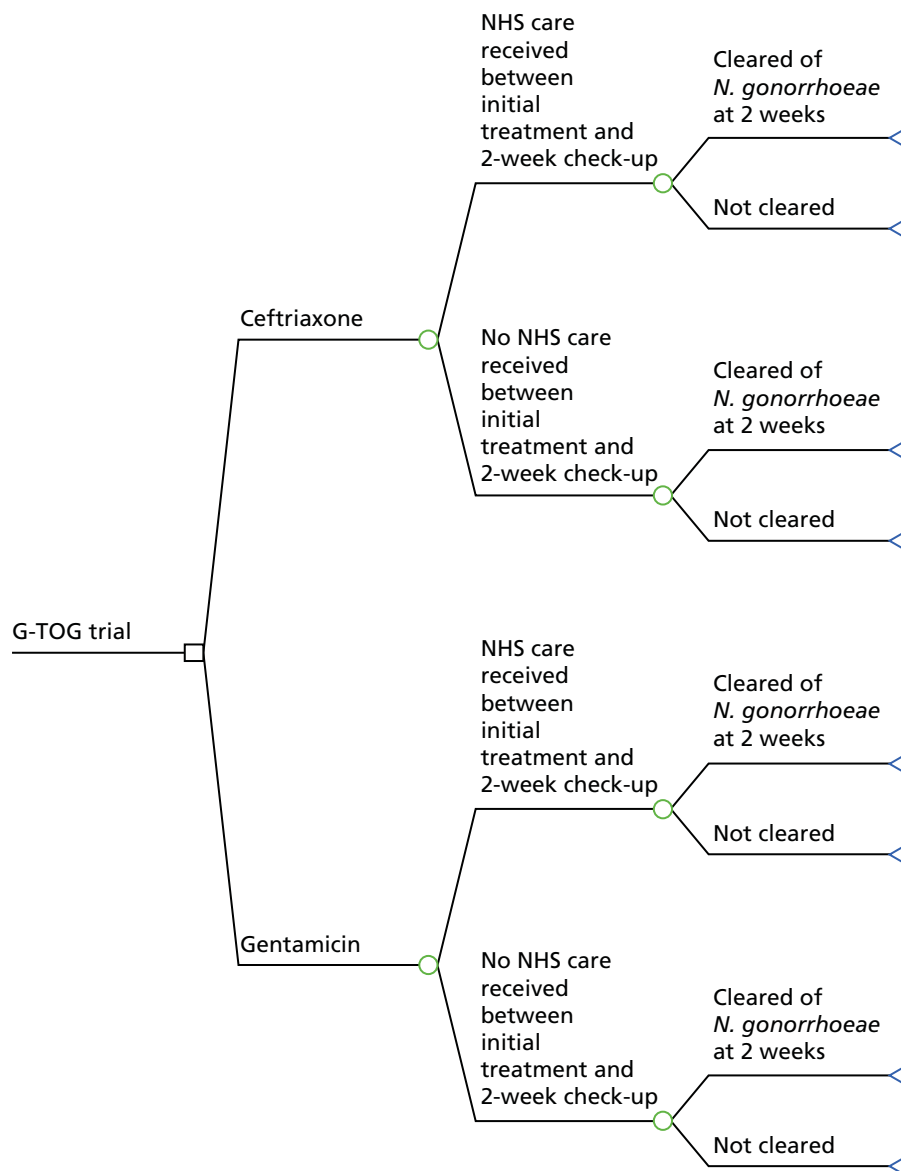 NHS care
received
between
initial
treatment and
2-week check-up
Cleared of
N. gonorrhoeae
at 2 weeks
Not cleared
Ceftriaxone
No NHS care
received
between
initial
treatment and
2-week check-up
Cleared of
N. gonorrhoeae
at 2 weeks
Not cleared
G-TOG trial
NHS care
received
between
initial
treatment and
2-week check-up
Cleared of
N. gonorrhoeae
at 2 weeks
Not cleared
Gentamicin
No NHS care
received
between
initial
treatment and
2-week check-up
Cleared of
N. gonorrhoeae
at 2 weeks
Not cleared